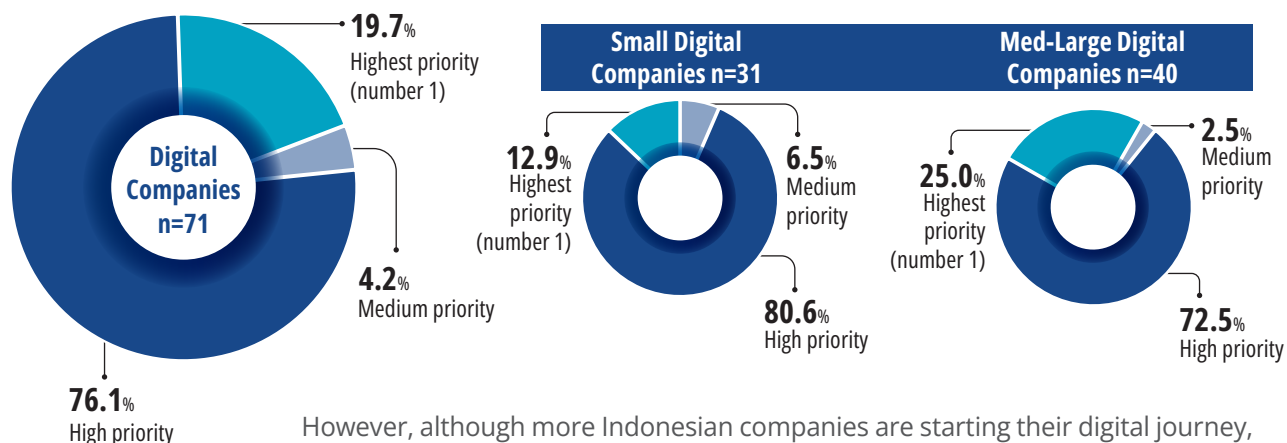 19.7%
Highest priority
(number 1)
Digital
Companies
n=71
4.2%
Medium priority
76.1%
High priority
Small Digital
Companies n=31
12.9%
Highest
priority
(number 1)
6.5%
Medium
priority
80.6%
High priority
Med-Large Digital
Companies n=40
25.0%
Highest
priority
(number 1)
2.5%
Medium
priority
72.5%
High priority
However, although more Indonesian companies are starting their digital journey,